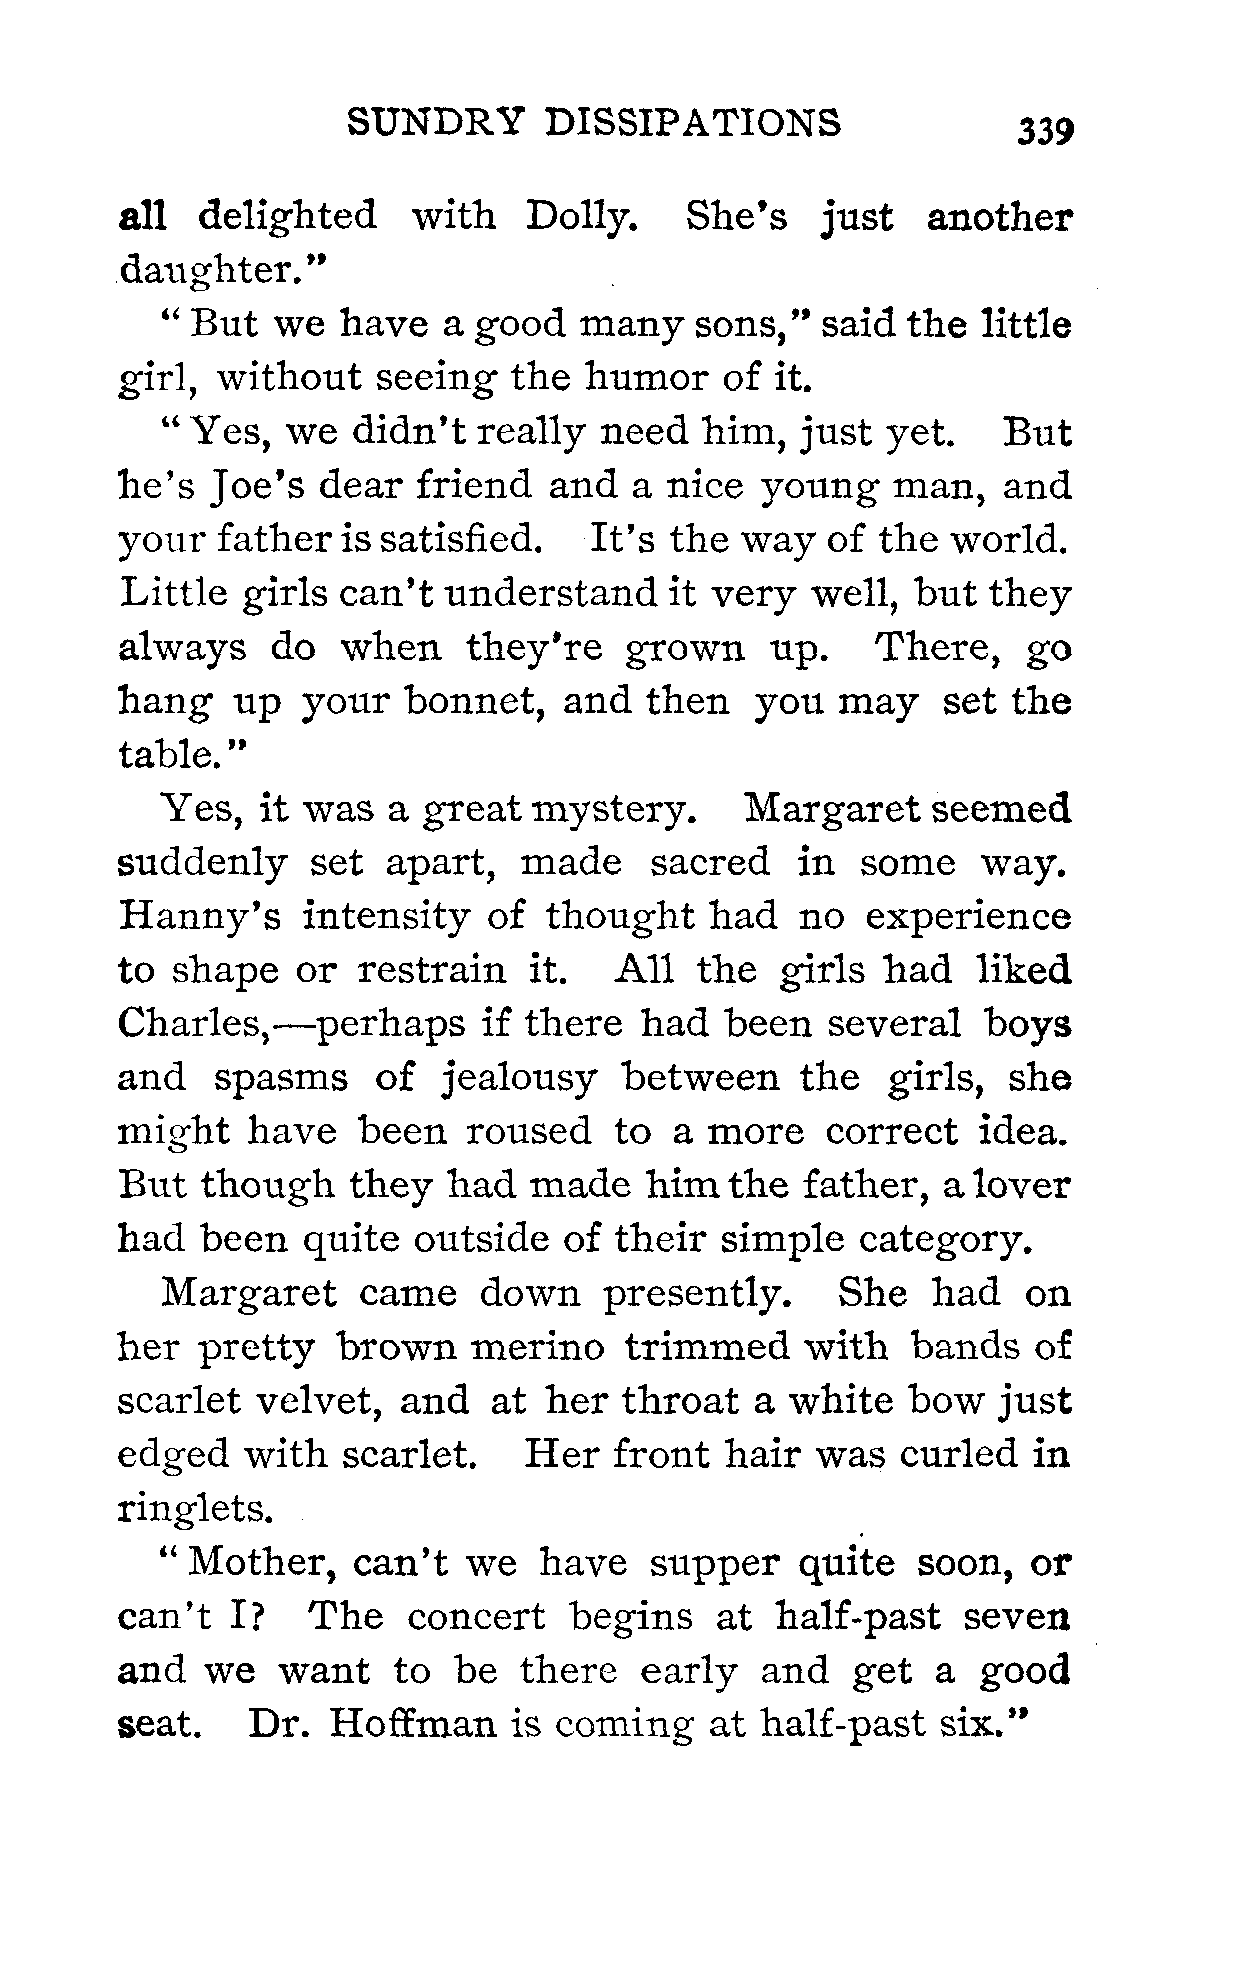 SUNDRY DISSIPATIONS 339
all delighted with Dolly. She's just another
daughter."
"But we have a good many sons," said the little
girl, without seeing the humor of it.
"Yes, we didn't really need him, just yet. But
he's Joe's dear friend and a nice young man, and
your father is satisfied. It's the way of the world.
Little girls can't understand it very well, but they
always do when they're grown up. There, go
hang up your bonnet, and then you may set the
table."
Yes, it was a great mystery. Margaret seemed
suddenly set apart, made sacred in some way.
Hanny's intensity of thought had no experience
to shape or restrain it. All the girls had liked
Charles,—perhaps if there had been several boys
and spasms of jealousy between the girls, she
might have been roused to a more correct idea.
But though they had made him the father, a lover
had been quite outside of their simple category.
Margaret came down presently. She had on
her pretty brown merino trimmed with bands of
scarlet velvet, and at her throat a white bow just
edged with scarlet. Her front hair was curled in
ringlets.
"Mother, can't we have supper quite soon, or
can't I? The concert begins at half-past seven
and we want to be there early and get a good
seat. Dr. Hoffman is coming at half-past six."